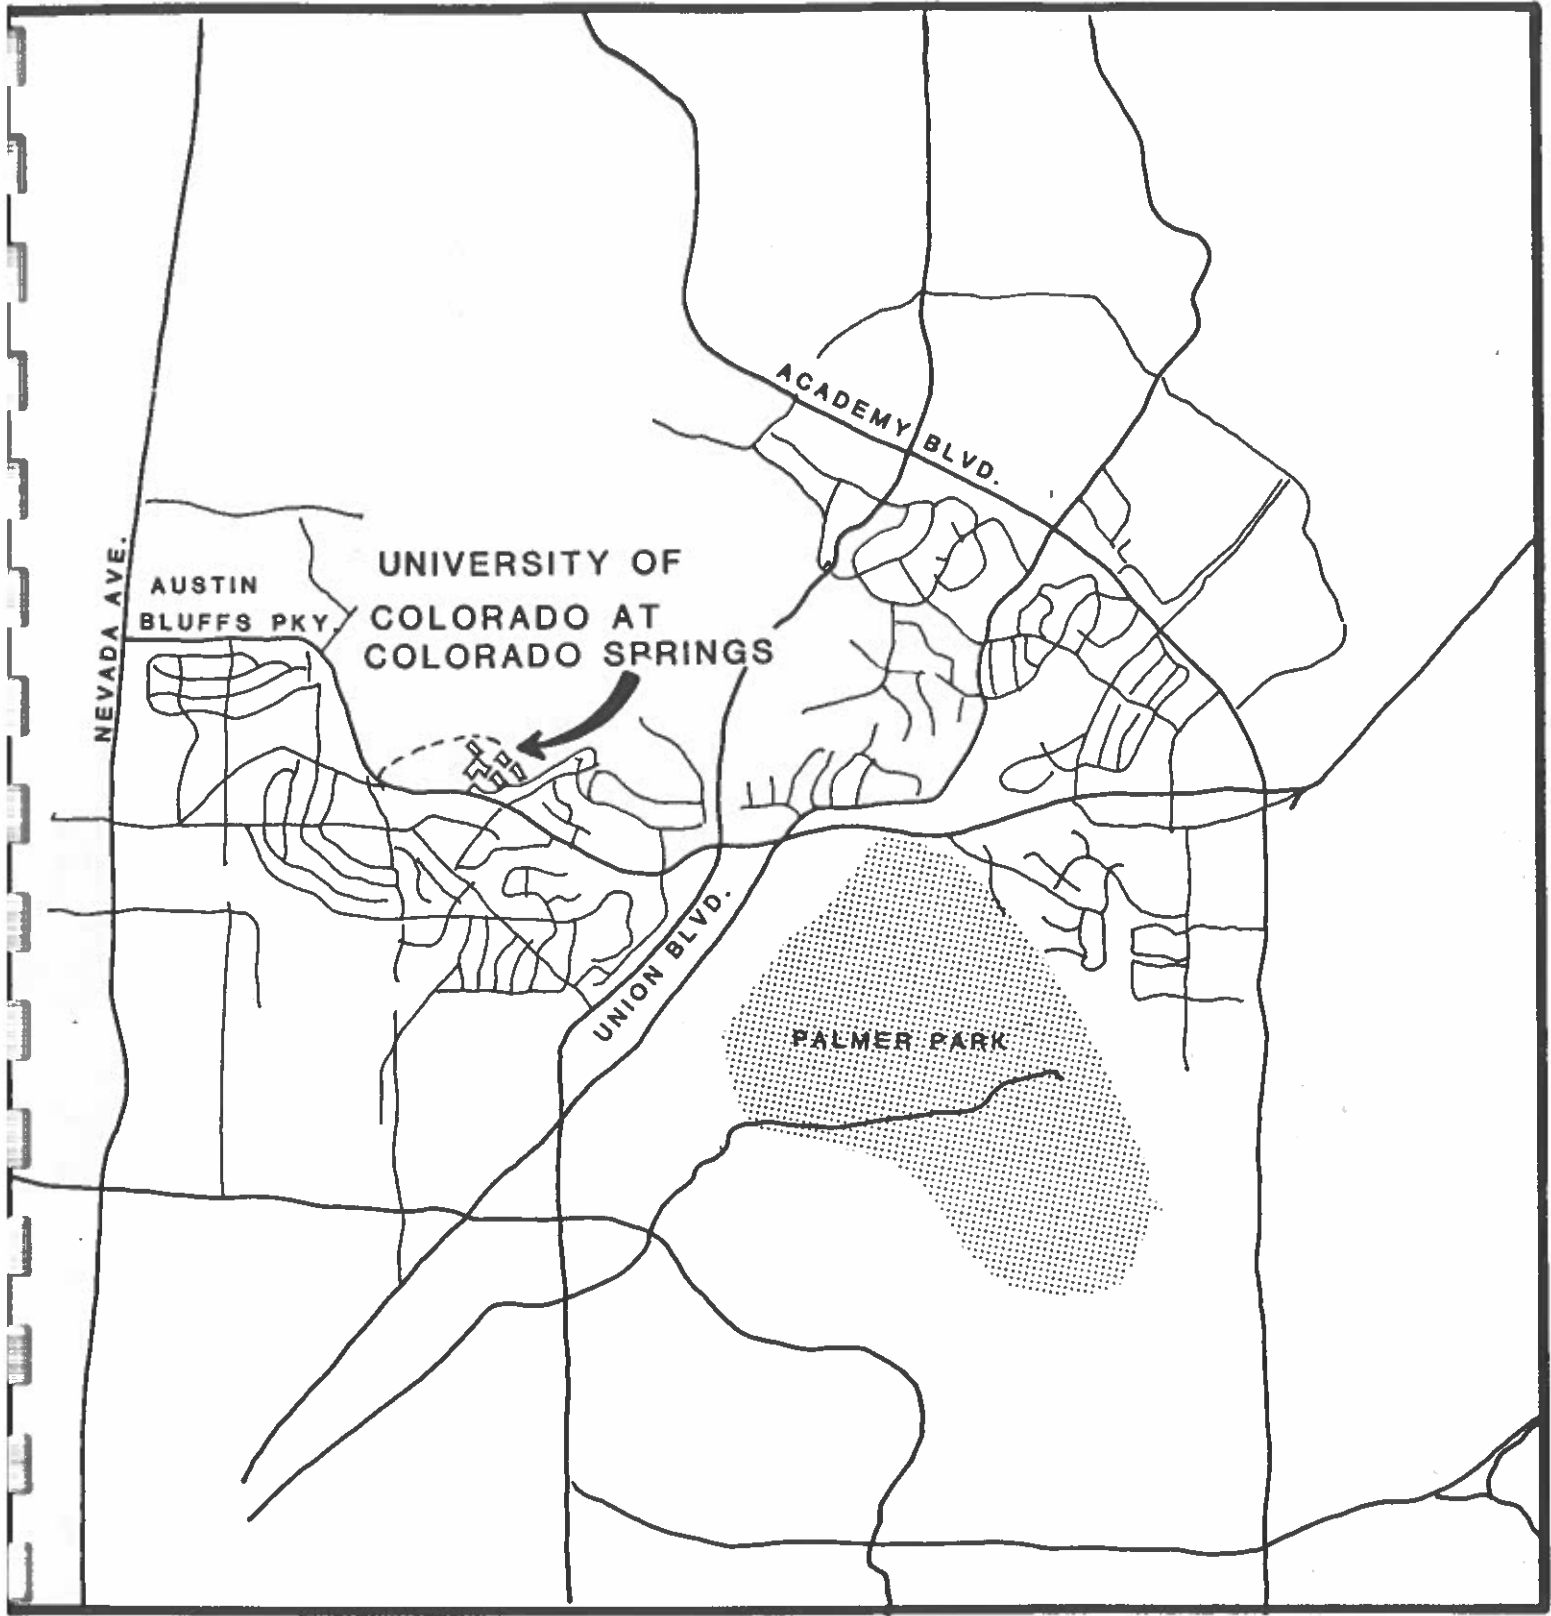 ACADEMY BLVD.
NEVADA AVE.
AUSTIN
BLUFFS PKY
UNIVERSITY OF
COLORADO AT
COLORADO SPRINGS
UNION BLVD.
PALMER PARK